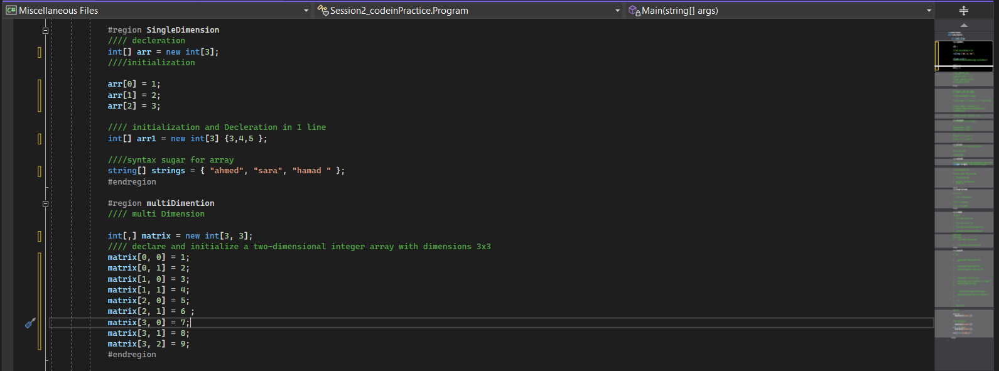 C# Miscellaneous Files
Session2_codeinPractice.Program
Main(string[] args)
#region SingleDimension
//// decleration
int[] arr = new int[3];
////initialization
arr[0] = 1;
arr[1] = 2;
arr[2] = 3;
//// initialization and Decleration in 1 line
int[] arr1 = new int[3] {3,4,5 };
////syntax sugar for array
string[] strings = { "ahmed", "sara", "hamad " };
#endregion
#region multiDimention
//// multi Dimension
int[,] matrix = new int[3, 3];
//// declare and initialize a two-dimensional integer array with dimensions 3x3
matrix[0, 0] = 1;
matrix[0, 1] = 2;
matrix[1, 0] = 3;
matrix[1, 1] = 4;
matrix[2, 0] = 5;
matrix[2, 1] = 6 ;
matrix[3, 0] = 7;
matrix[3, 1] = 8;
matrix[3, 2] = 9;
#endregion